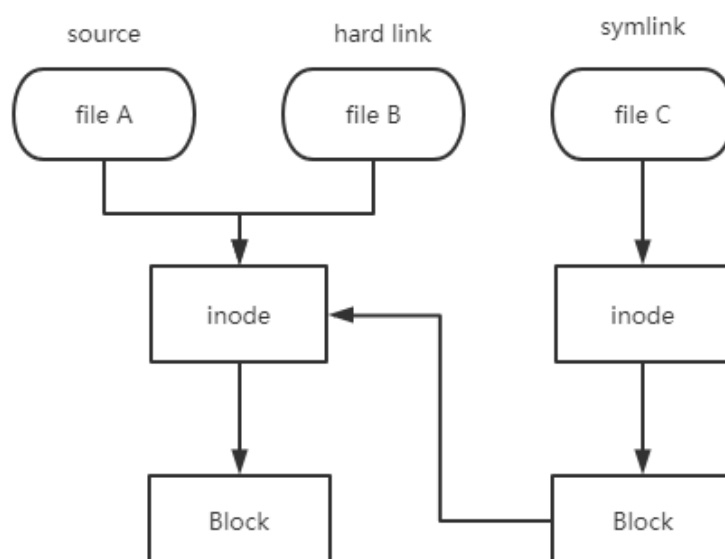 source
hard link
symlink
file A
file B
file C
inode
inode
Block
Block